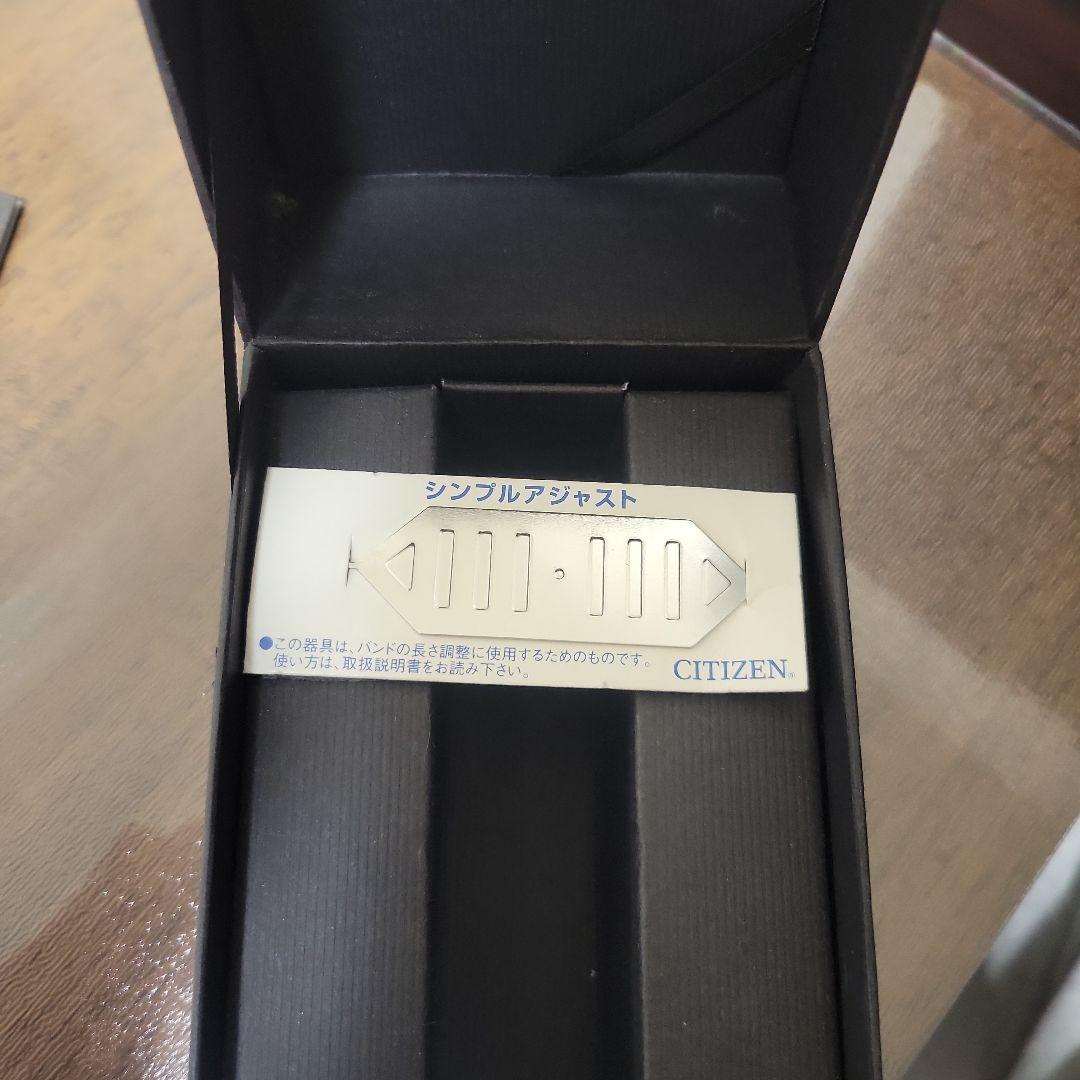 シンプルアジャスト
●この器具は、バンドの長さ調整に使用するためのものです。
使い方は、取扱説明書をお読み下さい。
CITIZEN